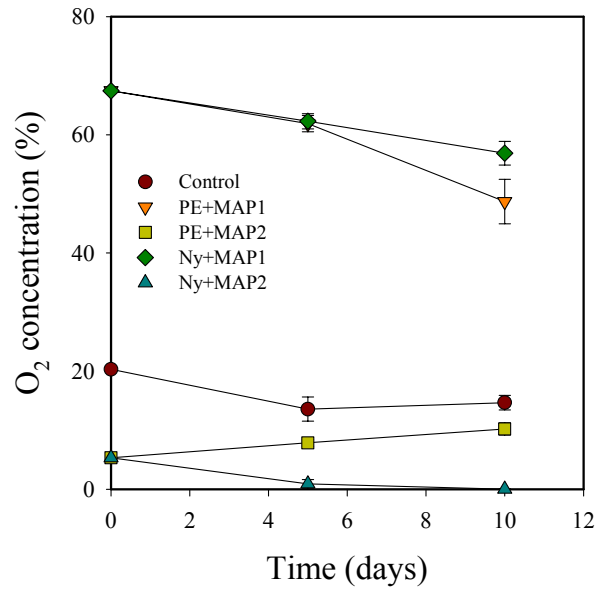 80
60
40
20
0
O₂ concentration (%)
Control
PE+MAP1
PE+MAP2
Ny+MAP1
Ny+MAP2
0 2 4 6 8 10 12
Time (days)